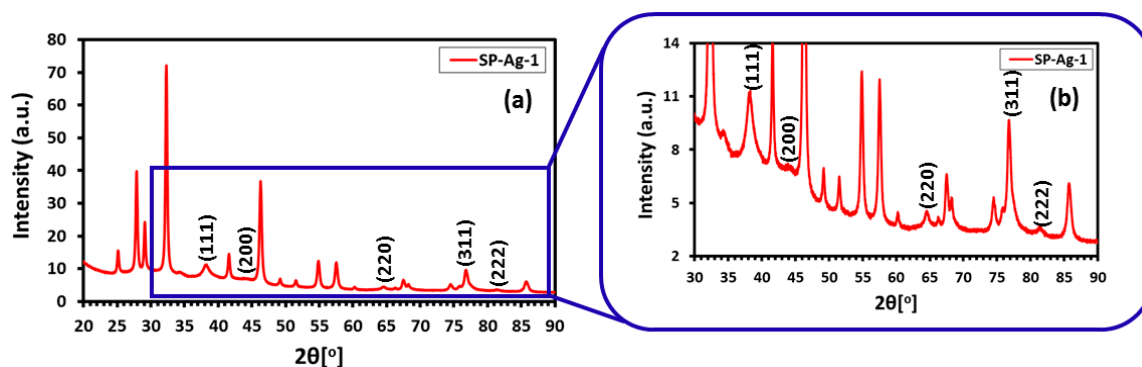 SP-Ag-1
(a)
Intensity (a.u.)
80
70
60
50
40
30
20
10
0
(111)
(200)
(220)
(311)
(222)
20 25 30 35 40 45 50 55 60 65 70 75 80 85 90
2θ[°]
SP-Ag-1
(b)
Intensity (a.u.)
14
11
8
5
2
(111)
(200)
(220)
(311)
(222)
30 35 40 45 50 55 60 65 70 75 80 85 90
2θ[°]